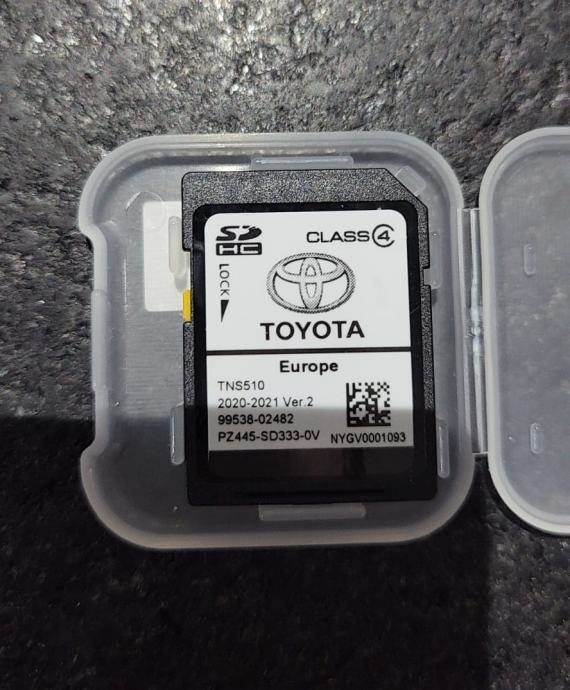 SD HC CLASS 4
LOCK
TOYOTA
Europe
TNS510
2020-2021 Ver.2
99538-02482
PZ445-SD333-0V NYGV0001093